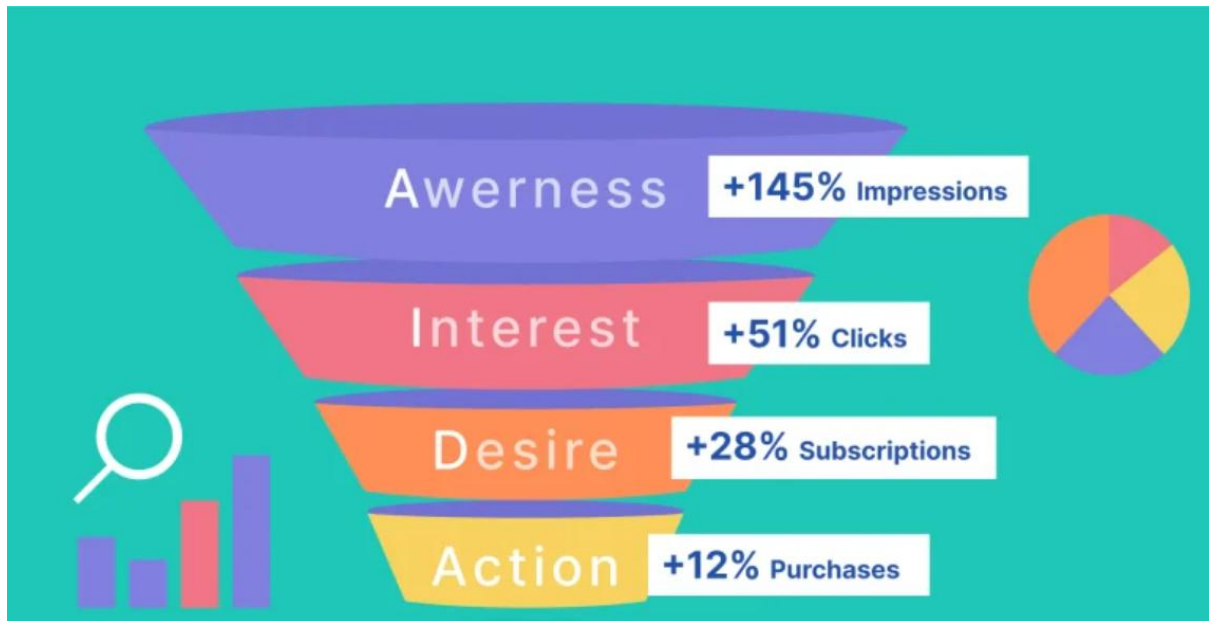 Awerness
+145% Impressions
Interest
+51% Clicks
Desire
+28% Subscriptions
Action
+12% Purchases